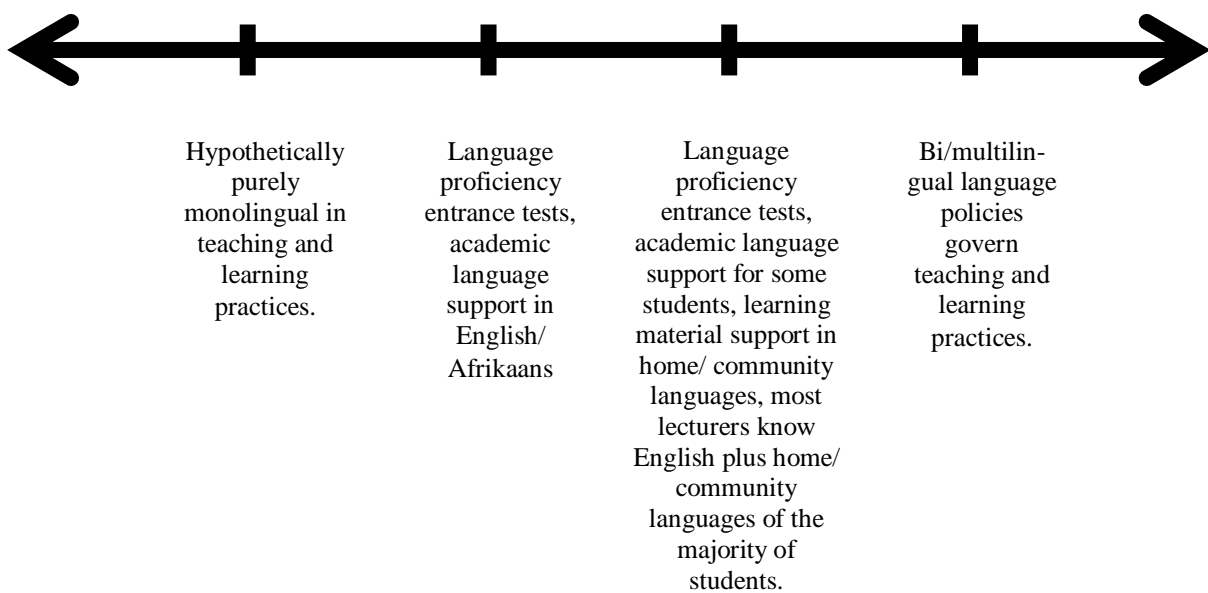 Hypothetically
purely
monolingual in
teaching and
learning
practices.
Language
proficiency
entrance tests,
academic
language
support in
English/
Afrikaans
Language
proficiency
entrance tests,
academic language
support for some
students, learning
material support in
home/ community
languages, most
lecturers know
English plus home/
community
languages of the
majority of
students.
Bi/multilin-
gual language
policies
govern
teaching and
learning
practices.